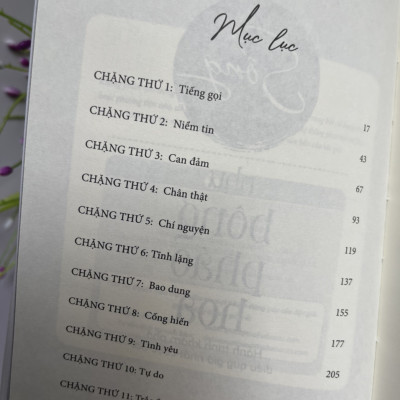 Mục lục
CHẶNG THỨ 1: Tiếng gọi 17
CHẶNG THỨ 2: Niềm tin 43
CHẶNG THỨ 3: Can đảm 67
CHẶNG THỨ 4: Chân thật 93
CHẶNG THỨ 5: Chí nguyện 119
CHẶNG THỨ 6: Tĩnh lặng 137
CHẶNG THỨ 7: Bao dung 155
CHẶNG THỨ 8: Cống hiến 177
CHẶNG THỨ 9: Tình yêu 205
CHẶNG THỨ 10: Tự do
CHẶNG THỨ 11: